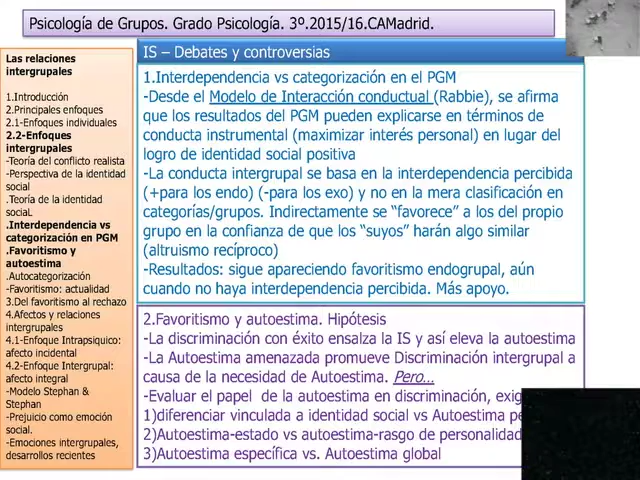 Psicología de Grupos. Grado Psicología. 3º.2015/16.CAMadrid.
Las relaciones
intergrupales
1.Introducción
2.Principales enfoques
2.1-Enfoques individuales
2.2-Enfoques
intergrupales
-Teoría del conflicto realista
-Perspectiva de la identidad
social
.Teoría de la identidad
sociaL
.Interdependencia vs
categorización en PGM
.Favoritismo y
autoestima
.Autocategorización
-Favoritismo: actualidad
3.Del favoritismo al rechazo
4.Afectos y relaciones
intergrupales
4.1-Enfoque Intrapsiquico:
afecto incidental
4.2-Enfoque Intergrupal:
afecto integral
-Modelo Stephan &
Stephan
-Prejuicio como emoción
social.
-Emociones intergrupales,
desarrollos recientes
IS – Debates y controversias
1.Interdependencia vs categorización en el PGM
-Desde el Modelo de Interacción conductual (Rabbie), se afirma
que los resultados del PGM pueden explicarse en términos de
conducta instrumental (maximizar interés personal) en lugar del
logro de identidad social positiva
-La conducta intergrupal se basa en la interdependencia percibida
(+para los endo) (-para los exo) y no en la mera clasificación en
categorías/grupos. Indirectamente se “favorece” a los del propio
grupo en la confianza de que los “suyos” harán algo similar
(altruismo recíproco)
-Resultados: sigue apareciendo favoritismo endogrupal, aún
cuando no haya interdependencia percibida. Más apoyo.
2.Favoritismo y autoestima. Hipótesis
-La discriminación con éxito ensalza la IS y así eleva la autoestima
-La Autoestima amenazada promueve Discriminación intergrupal a
causa de la necesidad de Autoestima. Pero…
-Evaluar el papel de la autoestima en discriminación,
1)diferenciar vinculada a identidad social vs Autoestima
2)Autoestima-estado vs autoestima-rasgo de personalidad
3)Autoestima específica vs. Autoestima global